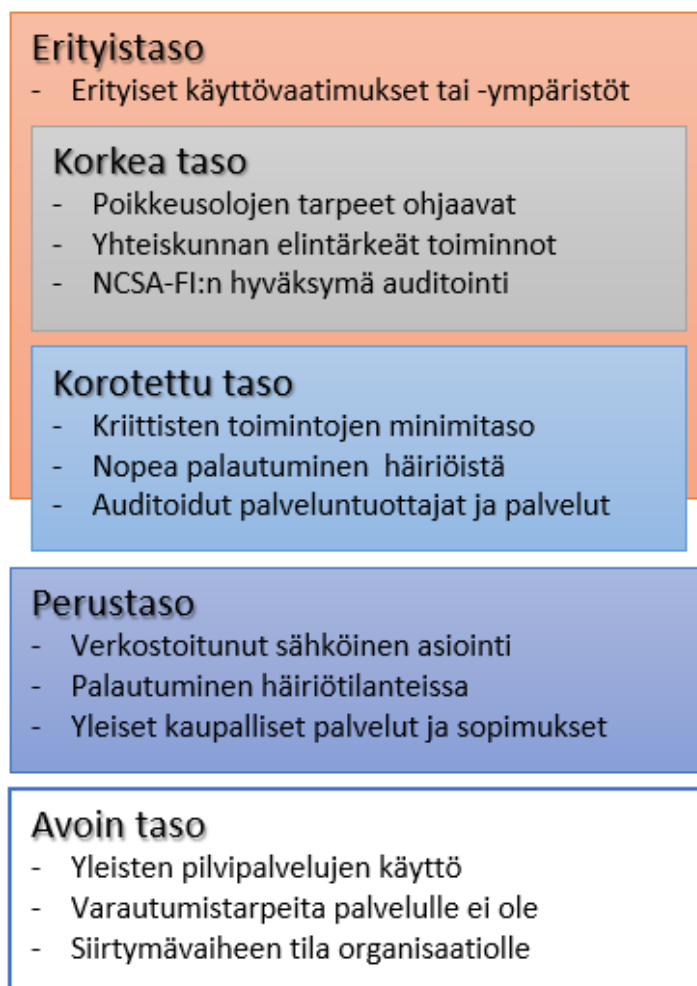 Erityistaso
- Erityiset käyttövaatimukset tai -ympäristöt
Korkea taso
- Poikkeusolojen tarpeet ohjaavat
- Yhteiskunnan elintärkeät toiminnot
- NCSA-FI:n hyväksymä auditointi
Korotettu taso
- Kriittisten toimintojen minimitaso
- Nopea palautuminen häiriöistä
- Auditoidut palveluntuottajat ja palvelut
Perustaso
- Verkostoitunut sähköinen asiointi
- Palautuminen häiriötilanteissa
- Yleiset kaupalliset palvelut ja sopimukset
Avoin taso
- Yleisten pilvipalvelujen käyttö
- Varautumistarpeita palvelulle ei ole
- Siirtymävaiheen tila organisaatiolle